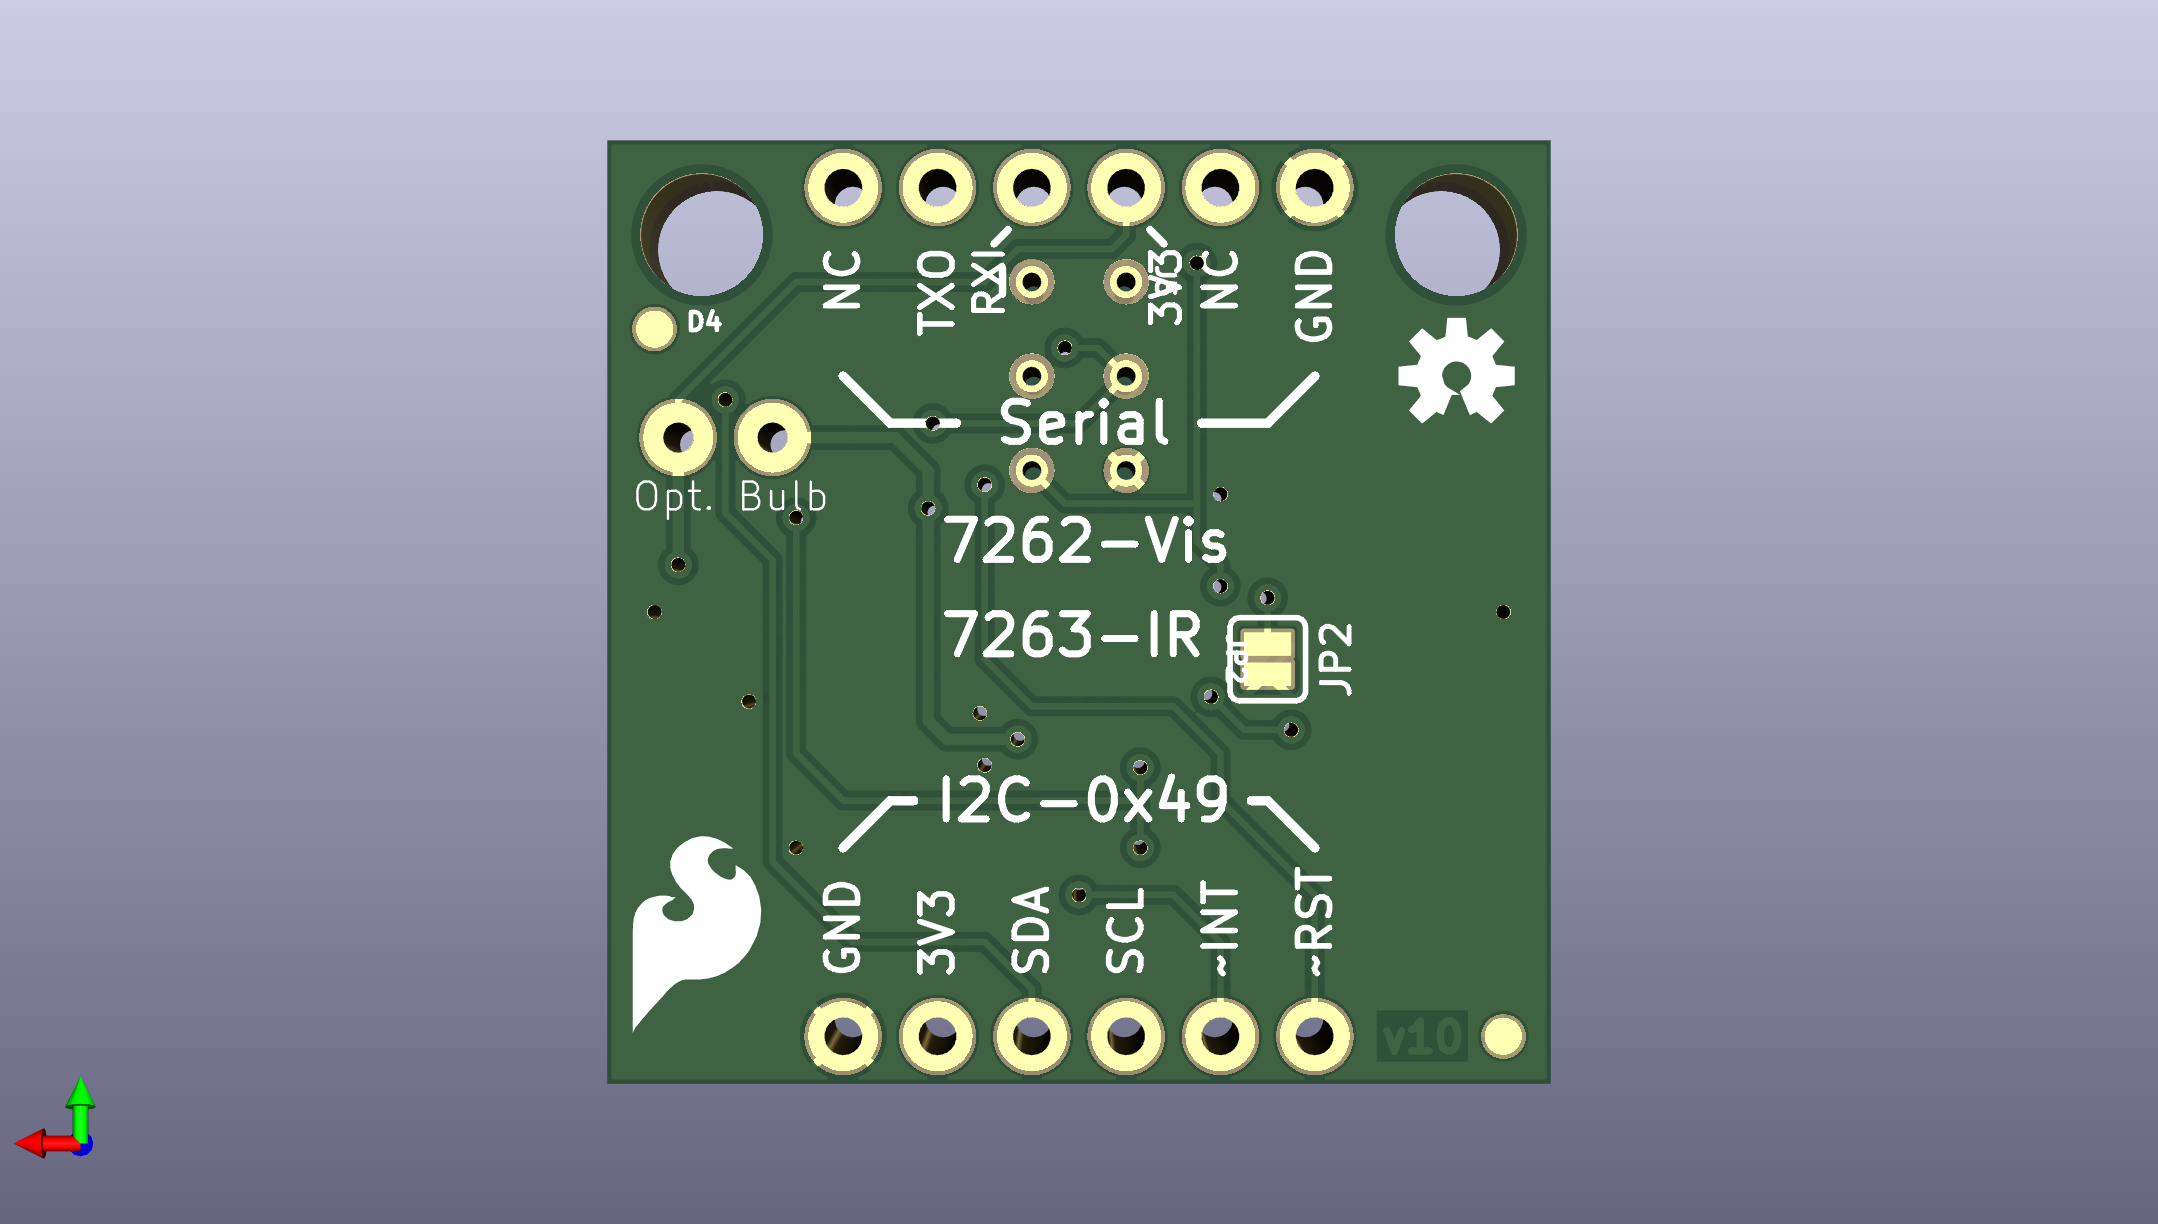 NC TXO RXI 3V3 NC GND
D4
Serial
Opt. Bulb
7262-Vis
7263-IR
JP2
JP2
I2C-0x49
GND 3V3 SDA SCL ~INT ~RST
v10